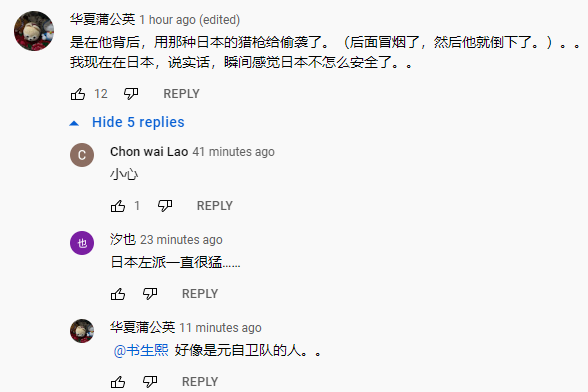 华夏蒲公英 1 hour ago (edited)
是在他背后，用那种日本的猎枪给偷袭了。（后面冒烟了，然后他就倒下了。）。。
我现在在日本，说实话，瞬间感觉日本不怎么安全了。。
12 REPLY
Hide 5 replies
C
Chon wai Lao 41 minutes ago
小心
1 REPLY
也
汐也 23 minutes ago
日本左派一直很猛......
REPLY
华夏蒲公英 11 minutes ago
@书生熙 好像是元自卫队的人。。
REPLY